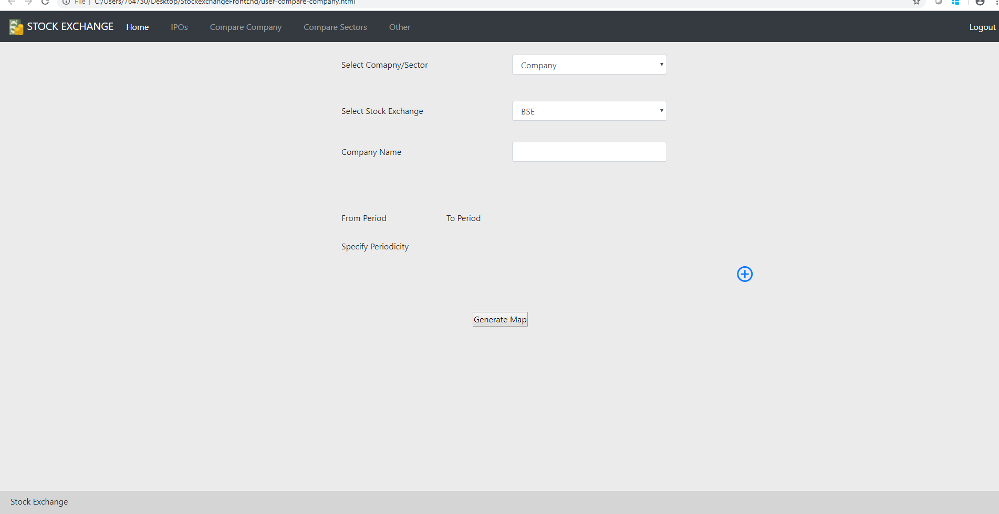 File | C:/Users/764730/Desktop/StockexchangeFrontEnd/user-compare-company.html
STOCK EXCHANGE Home IPOs Compare Company Compare Sectors Other Logout
Select Comapny/Sector Company
Select Stock Exchange BSE
Company Name
From Period To Period
Specify Periodicity
Generate Map
Stock Exchange